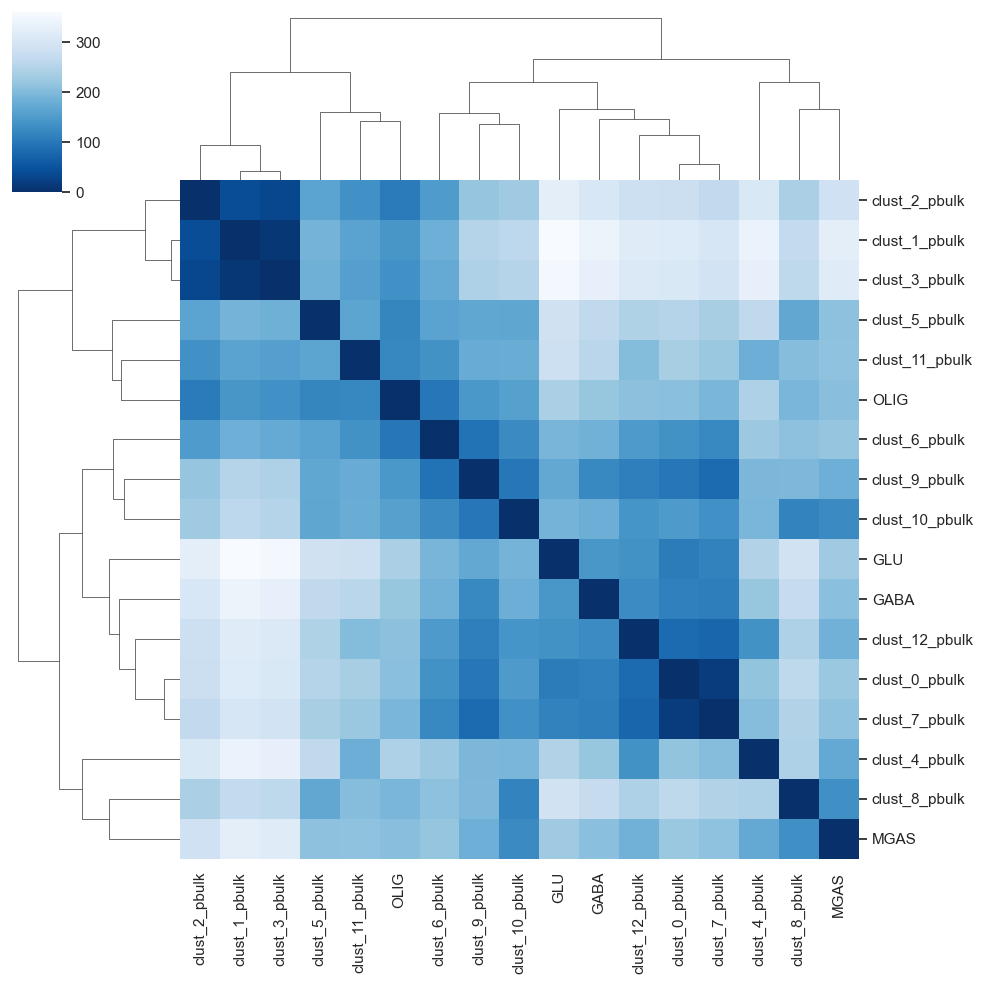 300
200
100
0
clust_2_pbulk
clust_1_pbulk
clust_3_pbulk
clust_5_pbulk
clust_11_pbulk
OLIG
clust_6_pbulk
clust_9_pbulk
clust_10_pbulk
GLU
GABA
clust_12_pbulk
clust_0_pbulk
clust_7_pbulk
clust_4_pbulk
clust_8_pbulk
MGAS
clust_2_pbulk
clust_1_pbulk
clust_3_pbulk
clust_5_pbulk
clust_11_pbulk
OLIG
clust_6_pbulk
clust_9_pbulk
clust_10_pbulk
GLU
GABA
clust_12_pbulk
clust_0_pbulk
clust_7_pbulk
clust_4_pbulk
clust_8_pbulk
MGAS